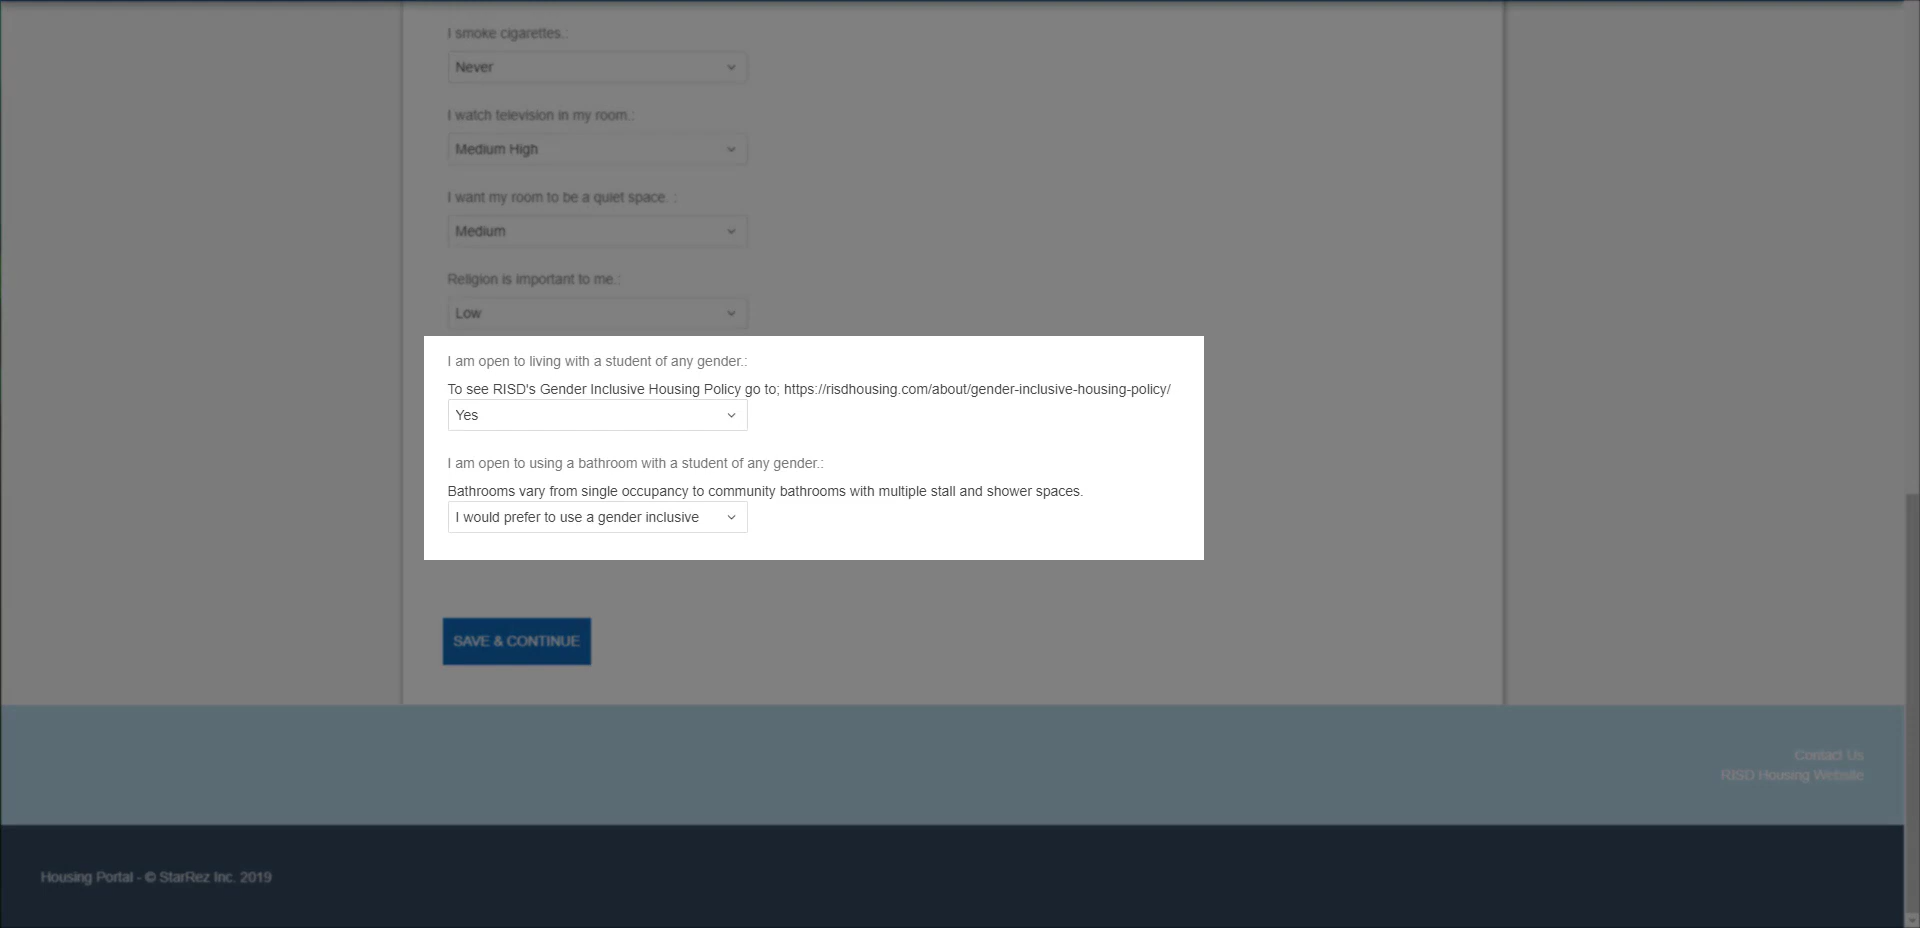 I smoke cigarettes.:
Never
I watch television in my room.:
Medium High
I want my room to be a quiet space. :
Medium
Religion is important to me.:
Low
I am open to living with a student of any gender.:
To see RISD's Gender Inclusive Housing Policy go to; https://risdhousing.com/about/gender-inclusive-housing-policy/
Yes
I am open to using a bathroom with a student of any gender.:
Bathrooms vary from single occupancy to community bathrooms with multiple stall and shower spaces.
I would prefer to use a gender inclusive
SAVE & CONTINUE
Contact Us
RISD Housing Website
Housing Portal - © StarRez Inc. 2019